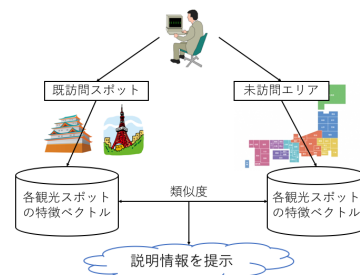 既訪問スポット
未訪問エリア
各観光スポット
の特徴ベクトル
類似度
各観光スポット
の特徴ベクトル
説明情報を提示